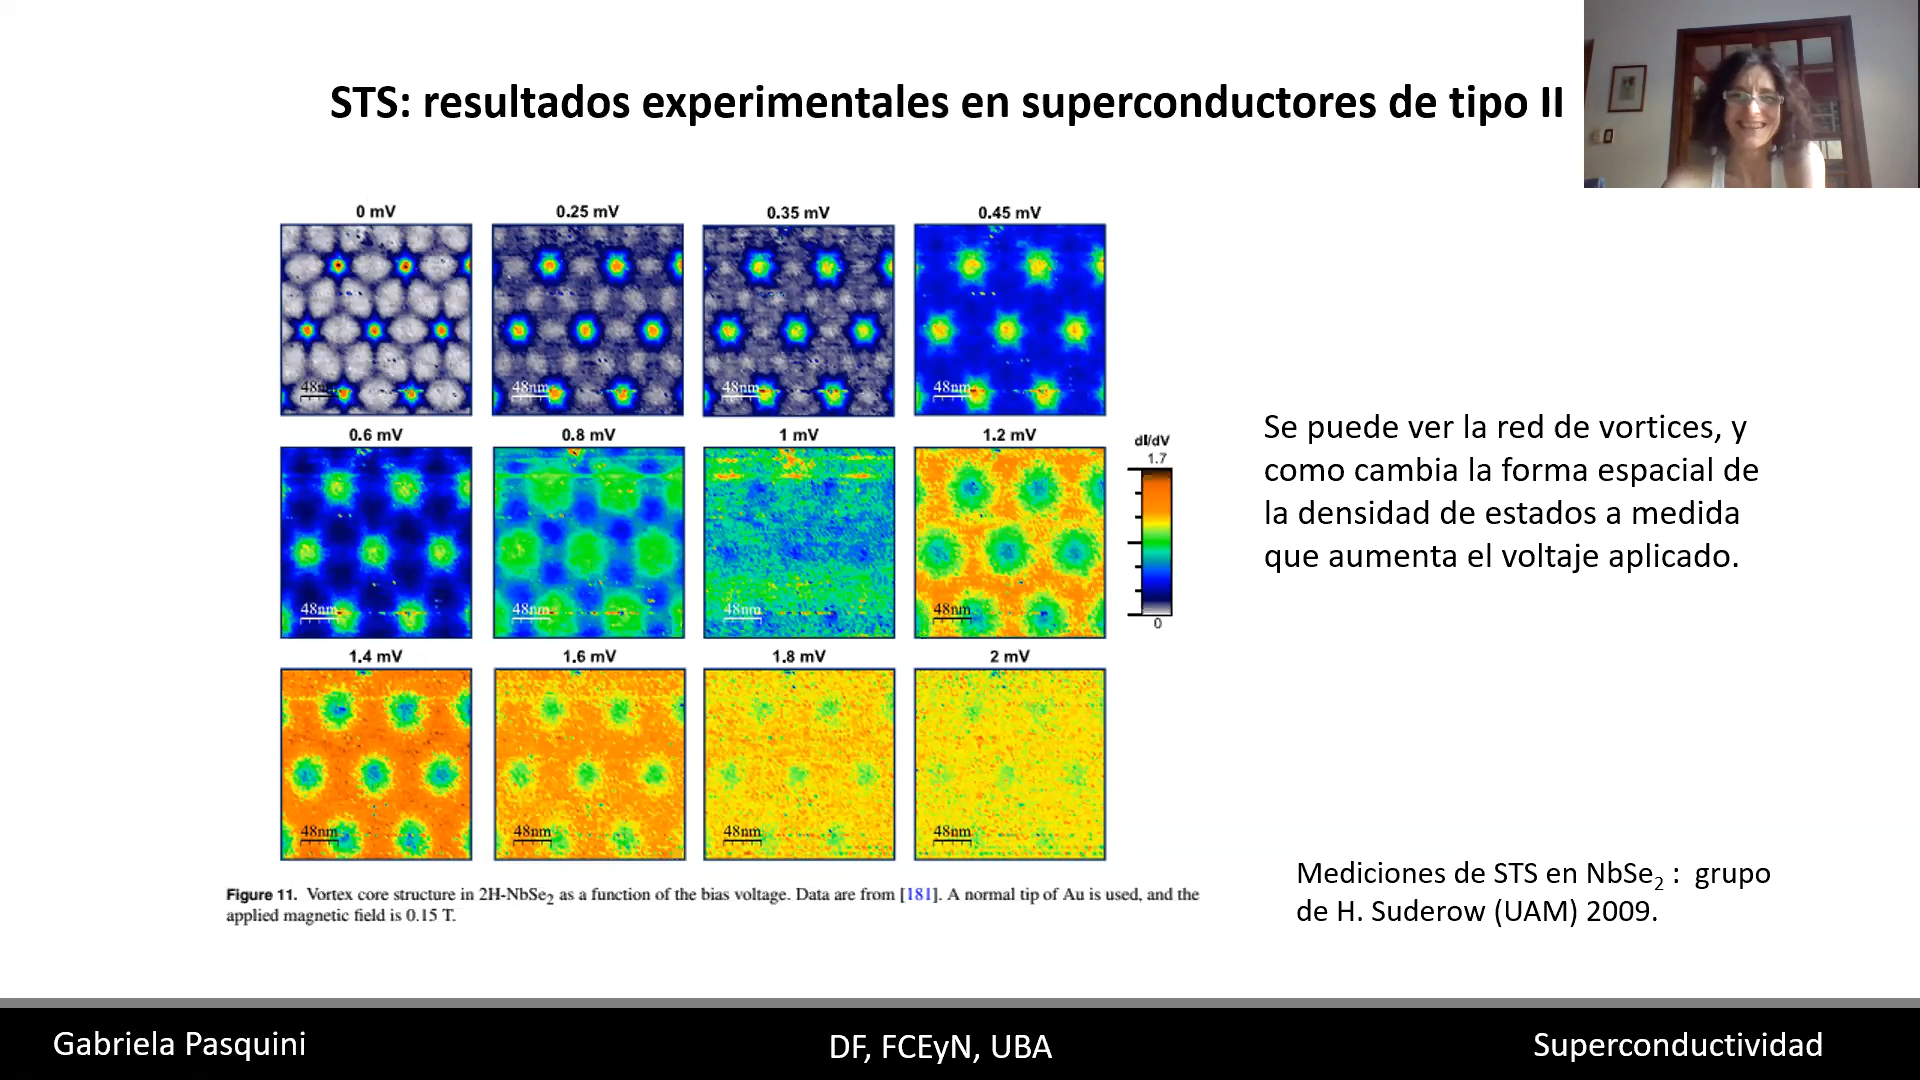 STS: resultados experimentales en superconductores de tipo II
0 mV
0.25 mV
0.35 mV
0.45 mV
48nm
48nm
48nm
48nm
0.6 mV
0.8 mV
1 mV
1.2 mV
48nm
48nm
48nm
48nm
dI/dV
1.7
0
1.4 mV
1.6 mV
1.8 mV
2 mV
48nm
48nm
48nm
48nm
Se puede ver la red de vortices, y
como cambia la forma espacial de
la densidad de estados a medida
que aumenta el voltaje aplicado.
Figure 11. Vortex core structure in 2H-NbSe2 as a function of the bias voltage. Data are from [181]. A normal tip of Au is used, and the
applied magnetic field is 0.15 T.
Mediciones de STS en NbSe2 : grupo
de H. Suderow (UAM) 2009.
Gabriela Pasquini
DF, FCEyN, UBA
Superconductividad